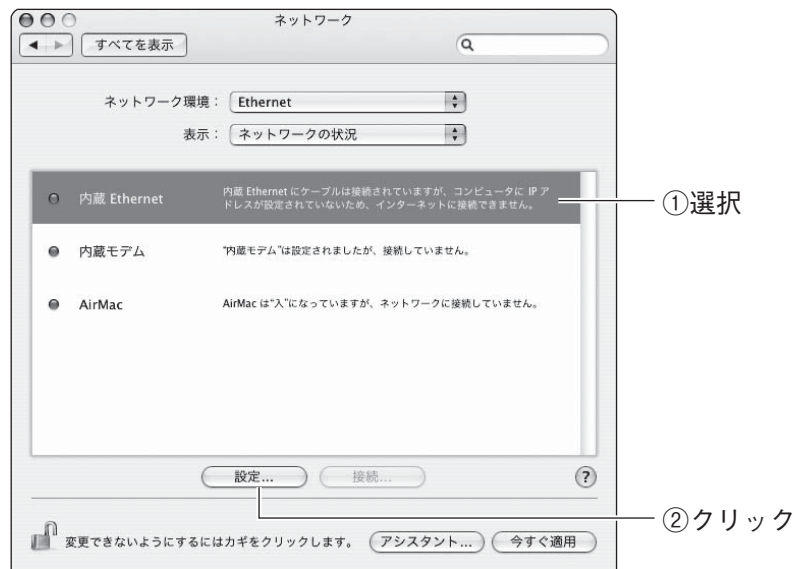 ネットワーク
すべてを表示
ネットワーク環境： Ethernet
表示： ネットワークの状況
内蔵 Ethernet
内蔵 Ethernet にケーブルは接続されていますが、コンピュータに IP ア
ドレスが設定されていないため、インターネットに接続できません。
①選択
内蔵モデム
"内蔵モデム"は設定されましたが、接続していません。
AirMac
AirMac は"入"になっていますが、ネットワークに接続していません。
設定... 接続... ?
②クリック
変更できないようにするにはカギをクリックします。 アシスタント... 今すぐ適用